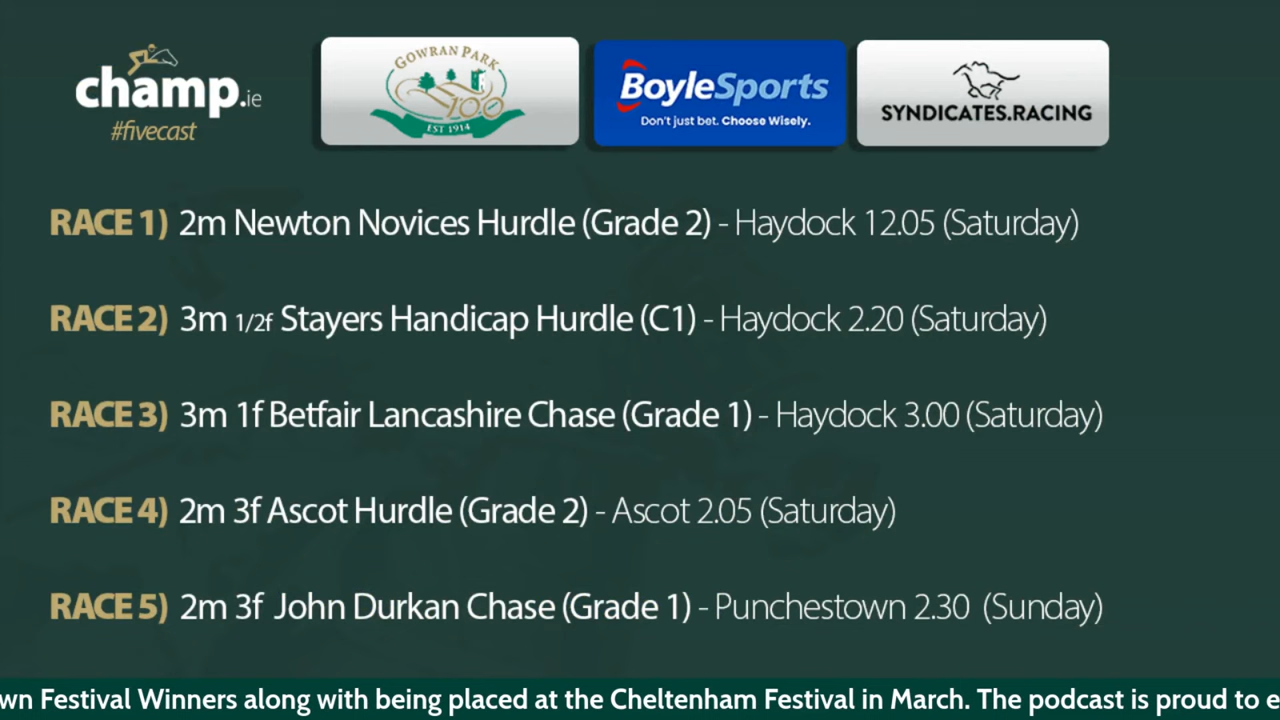 champ.ie
#fivecast
GOWRAN PARK
100
EST 1914
BoyleSports
Don't just bet. Choose Wisely.
SYNDICATES.RACING
RACE 1) 2m Newton Novices Hurdle (Grade 2) - Haydock 12.05 (Saturday)
RACE 2) 3m 1/2f Stayers Handicap Hurdle (C1) - Haydock 2.20 (Saturday)
RACE 3) 3m 1f Betfair Lancashire Chase (Grade 1) - Haydock 3.00 (Saturday)
RACE 4) 2m 3f Ascot Hurdle (Grade 2) - Ascot 2.05 (Saturday)
RACE 5) 2m 3f John Durkan Chase (Grade 1) - Punchestown 2.30 (Sunday)
wn Festival Winners along with being placed at the Cheltenham Festival in March. The podcast is proud to e